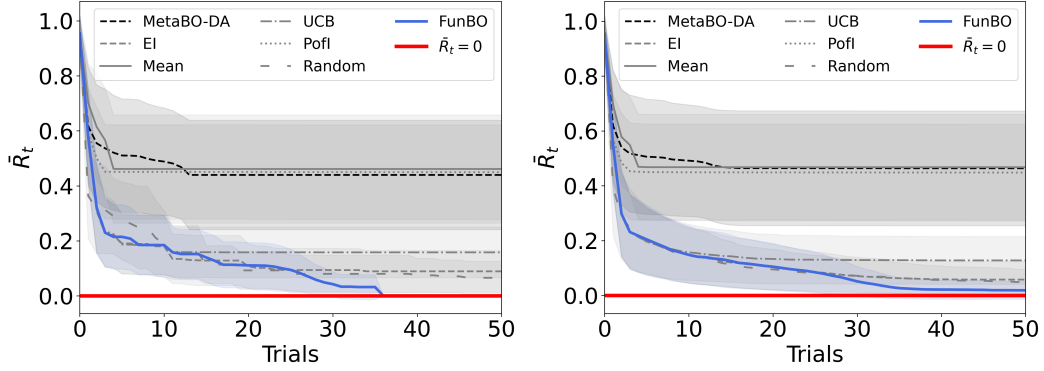 MetaBO-DA UCB FunBO
EI PofI R̄t = 0
Mean Random
1.0
0.8
0.6
0.4
0.2
0.0
R̄t
0 10 20 30 40 50
Trials
MetaBO-DA UCB FunBO
EI PofI R̄t = 0
Mean Random
1.0
0.8
0.6
0.4
0.2
0.0
R̄t
0 10 20 30 40 50
Trials